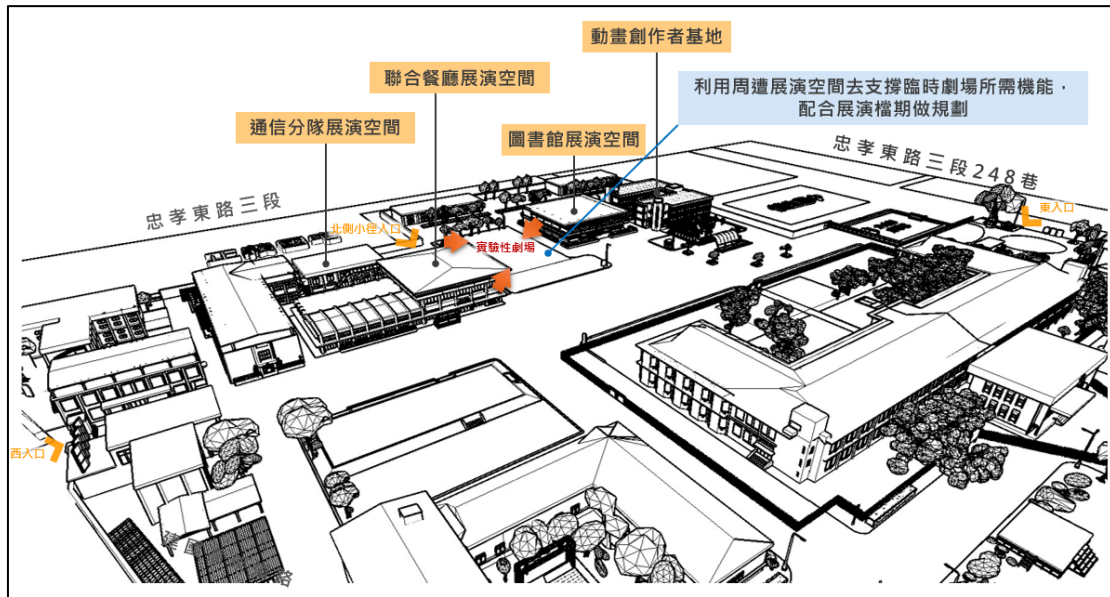 動畫創作者基地
聯合餐廳展演空間
利用周遭展演空間去支撐臨時劇場所需機能，
配合展演檔期做規劃
通信分隊展演空間
圖書館展演空間
忠孝東路三段248巷
忠孝東路三段
東入口
北側小徑入口
實驗性劇場
西入口
路